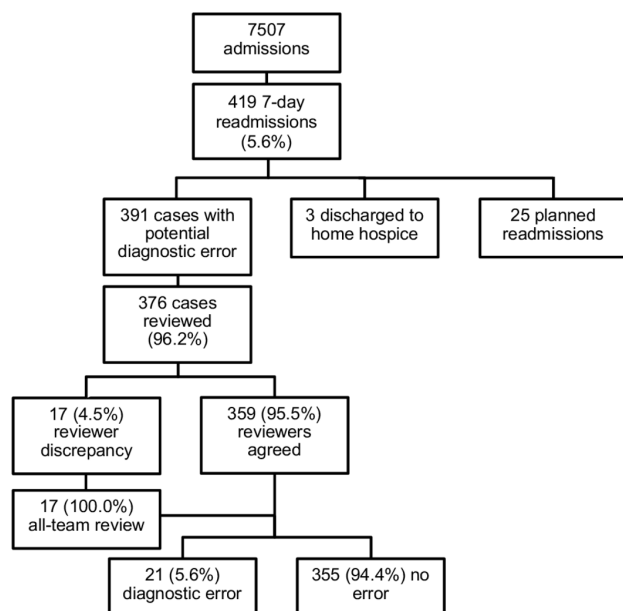 7507
admissions
419 7-day
readmissions
(5.6%)
391 cases with
potential
diagnostic error
3 discharged to
home hospice
25 planned
readmissions
376 cases
reviewed
(96.2%)
17 (4.5%)
reviewer
discrepancy
359 (95.5%)
reviewers
agreed
17 (100.0%)
all-team review
21 (5.6%)
diagnostic error
355 (94.4%) no
error